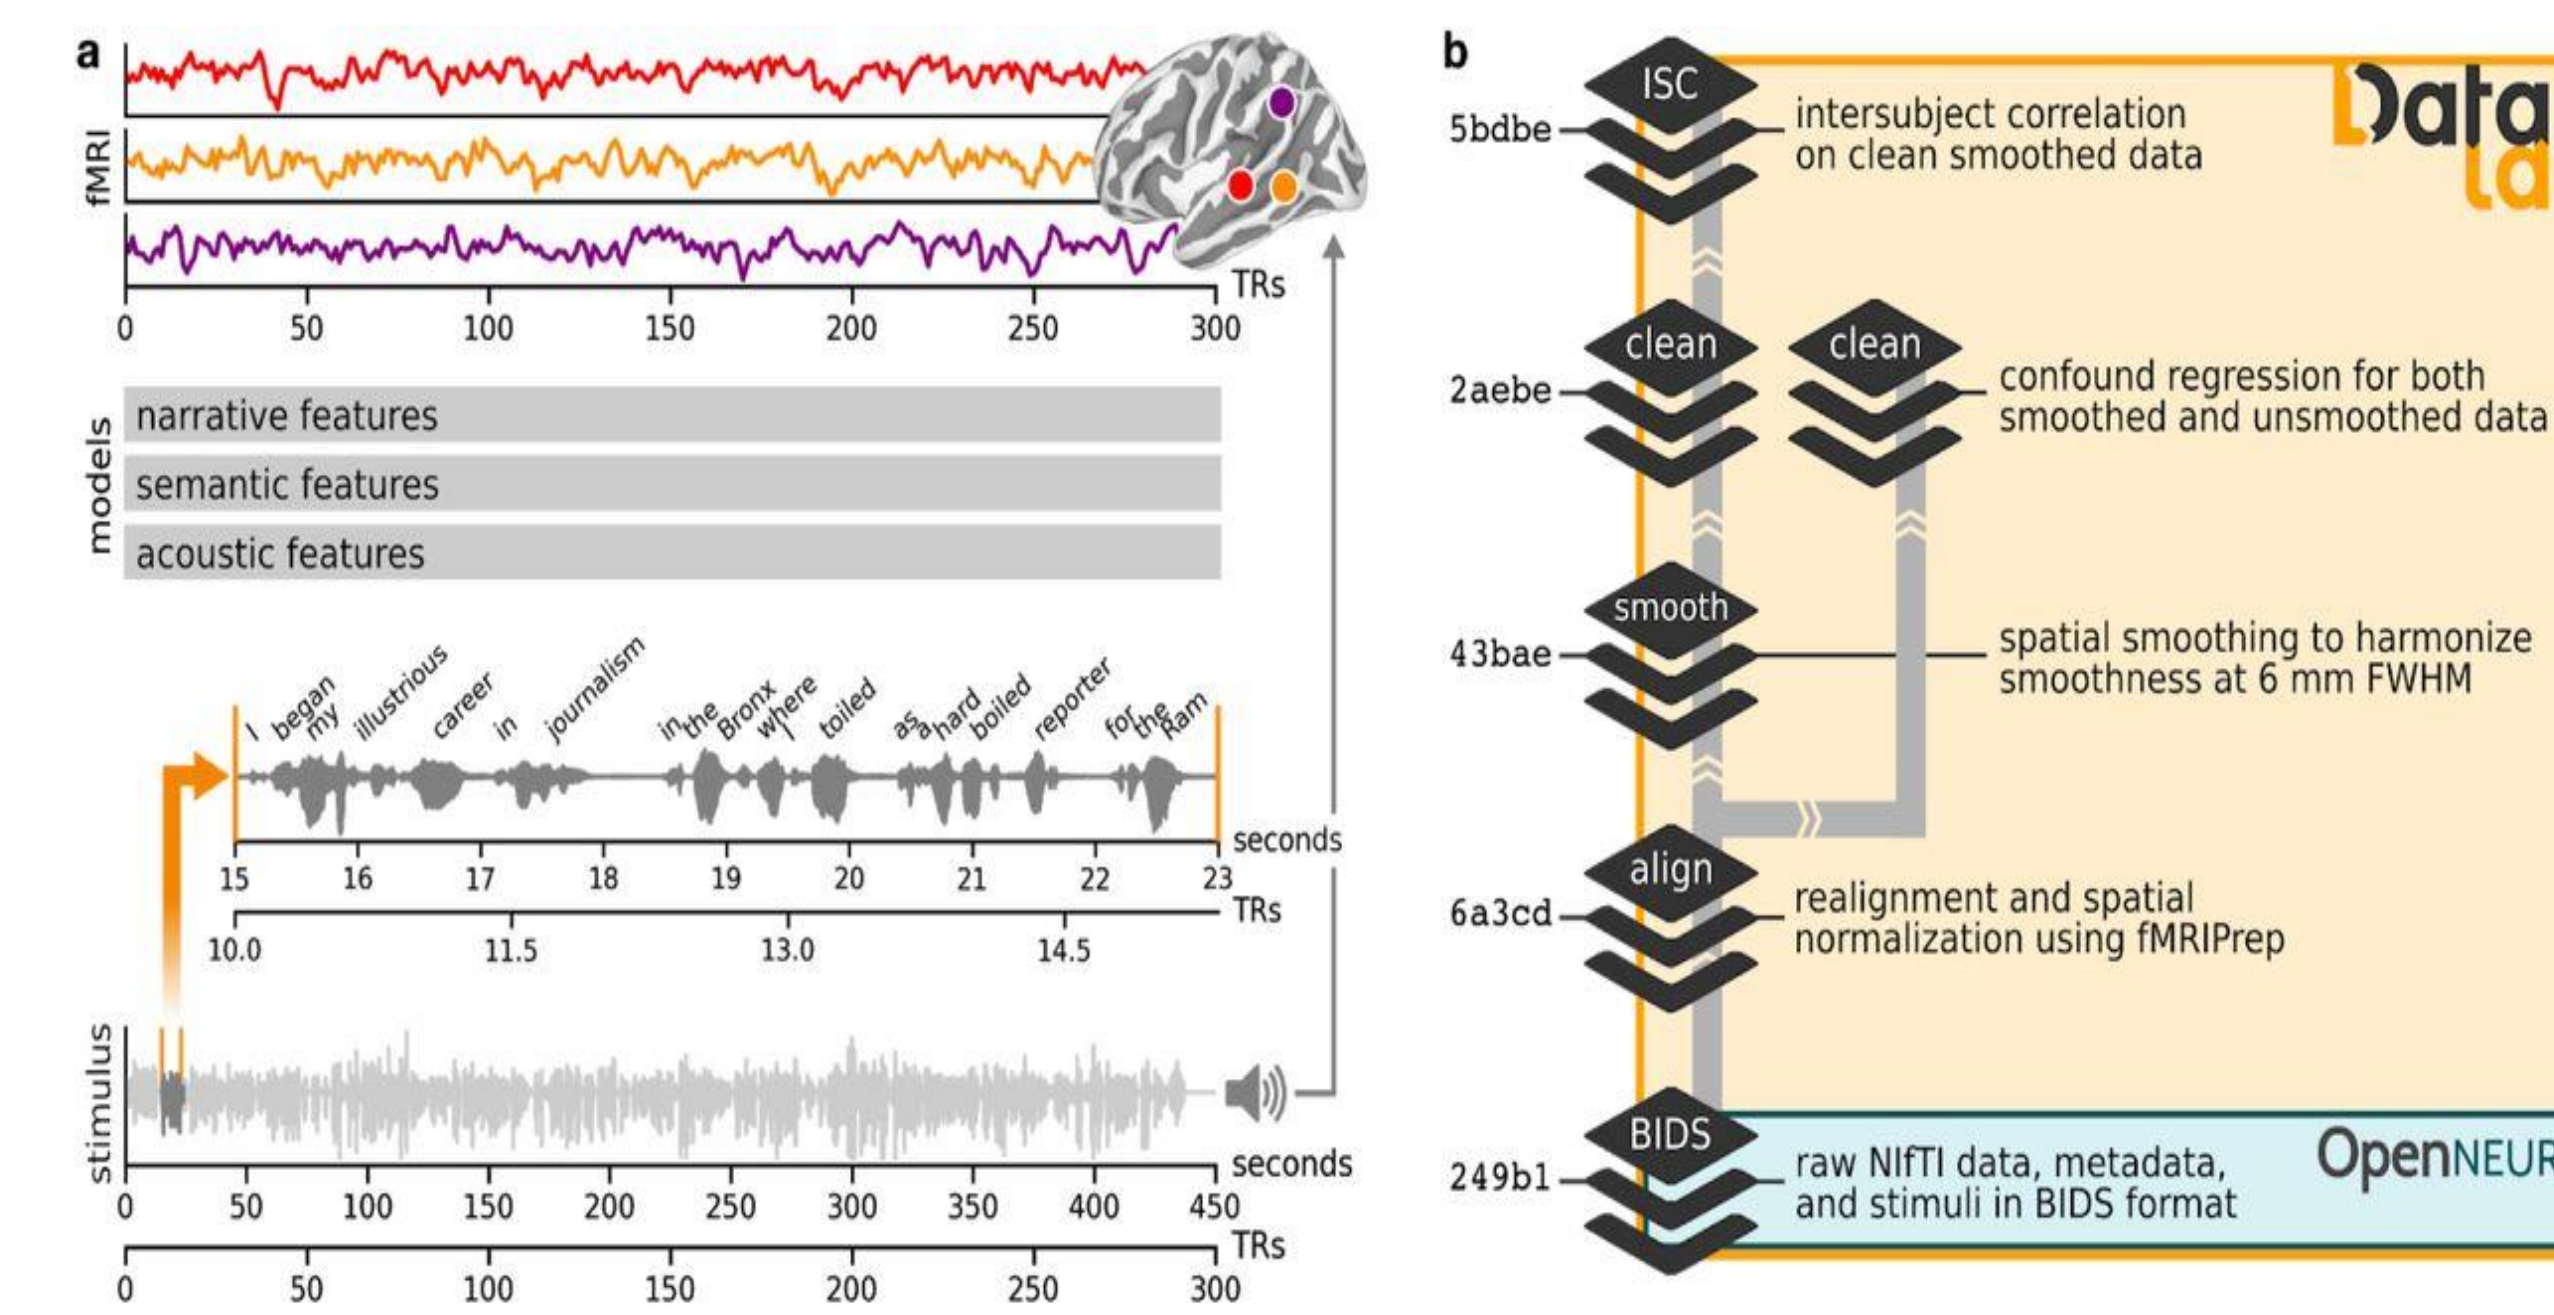 a
fMRI
TRs
0 50 100 150 200 250 300
models
narrative features
semantic features
acoustic features
I began my illustrious career in journalism in the Bronx where I toiled as a hard boiled reporter for the Ram
seconds
15 16 17 18 19 20 21 22 23
TRs
10.0 11.5 13.0 14.5
stimulus
seconds
0 50 100 150 200 250 300 350 400 450
TRs
0 50 100 150 200 250 300
b
Data
la
ISC
5bdbe
intersubject correlation
on clean smoothed data
clean
clean
2aebe
confound regression for both
smoothed and unsmoothed data
smooth
43bae
spatial smoothing to harmonize
smoothness at 6 mm FWHM
align
6a3cd
realignment and spatial
normalization using fMRIPrep
BIDS
249b1
raw NIfTI data, metadata,
and stimuli in BIDS format
OpenNEUR